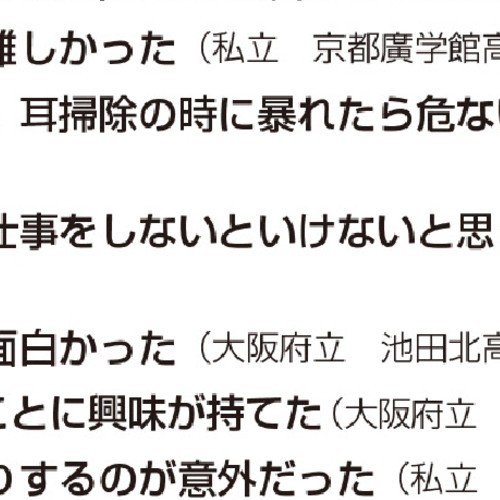 難しかった（私立　京都廣学館高
耳掃除の時に暴れたら危ない
仕事をしないといけないと思
面白かった（大阪府立　池田北高
ことに興味が持てた（大阪府立
りするのが意外だった（私立